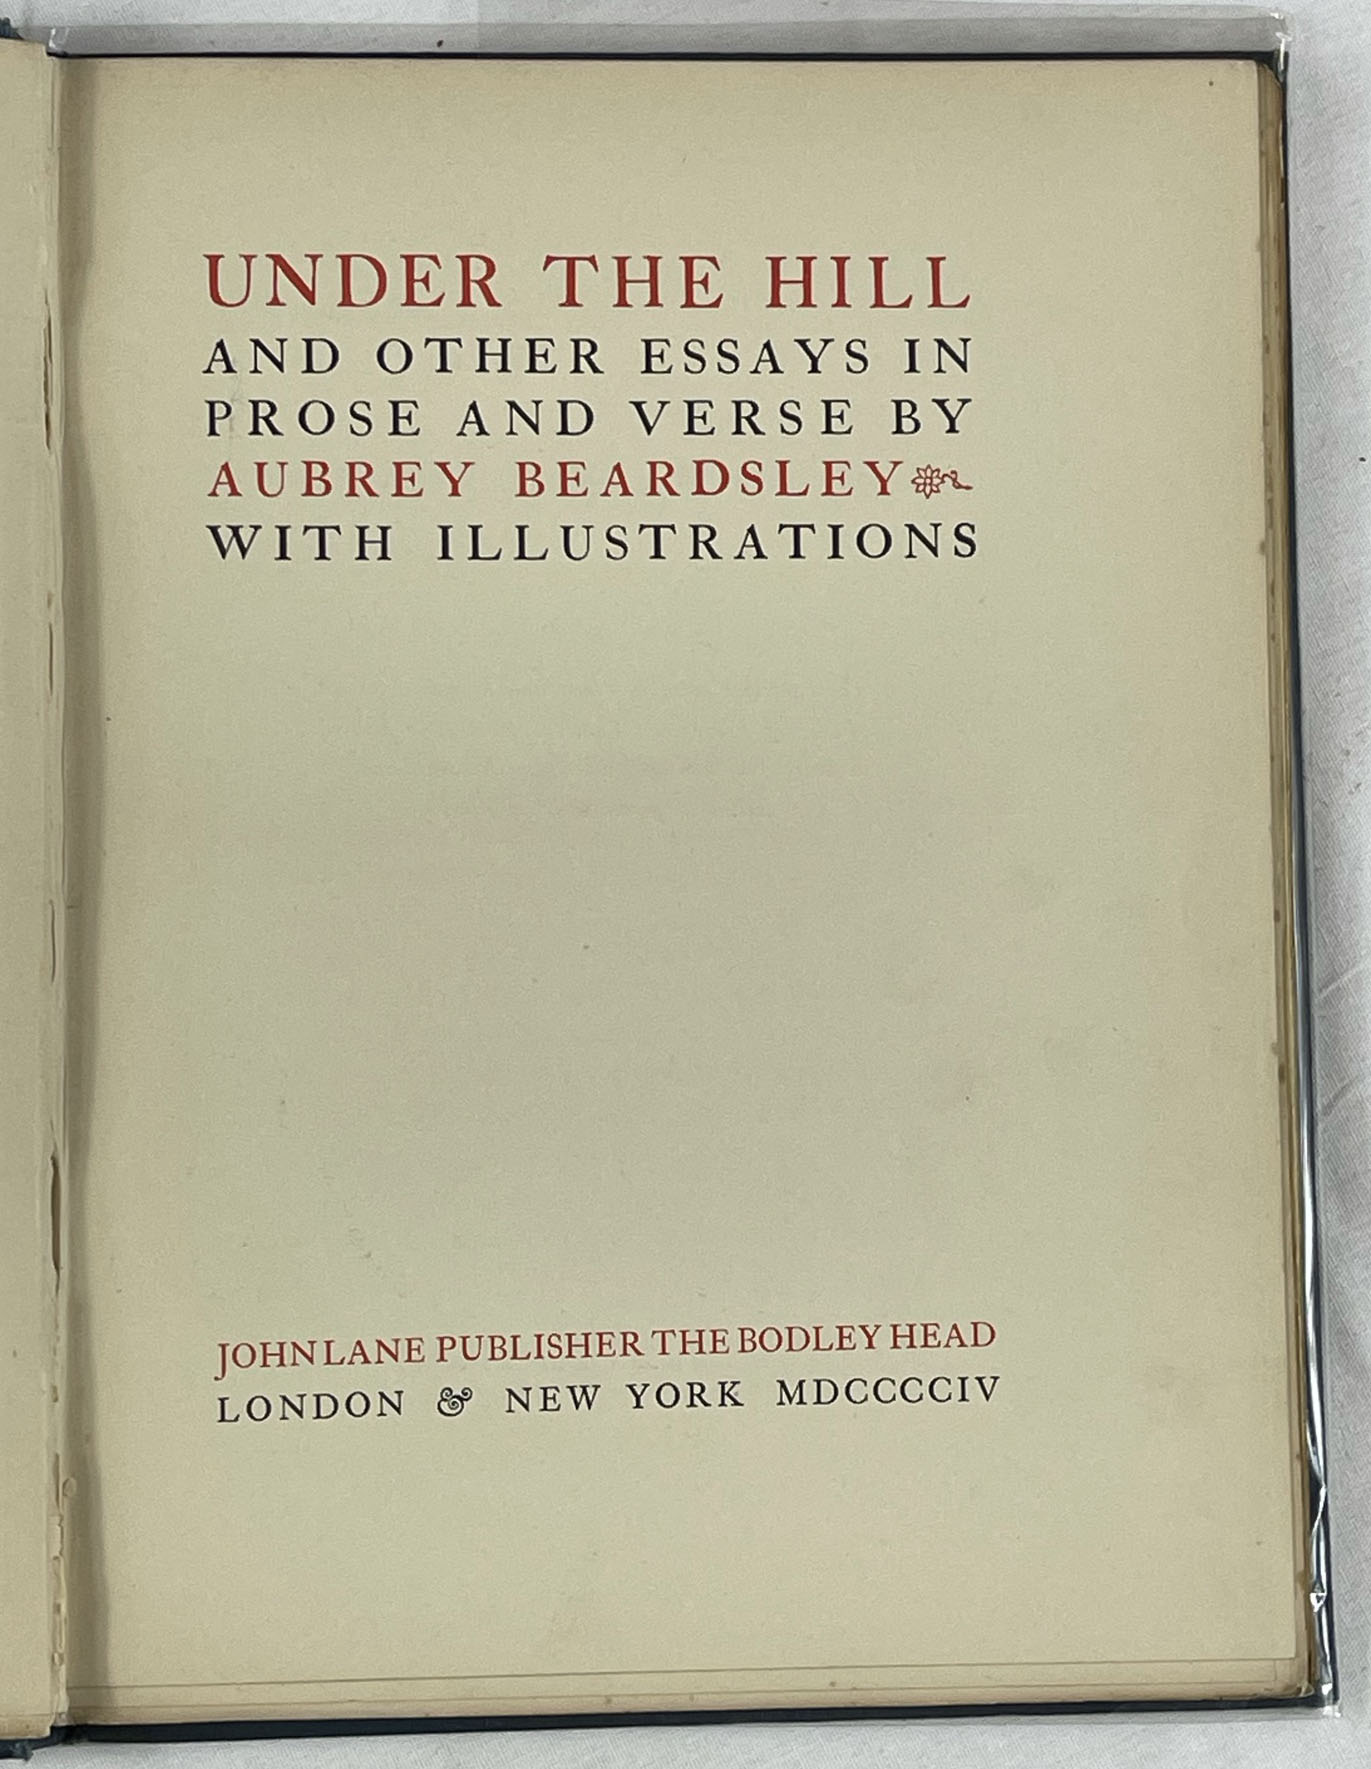 UNDER THE HILL
AND OTHER ESSAYS IN
PROSE AND VERSE BY
AUBREY BEARDSLEY
WITH ILLUSTRATIONS
JOHN LANE PUBLISHER THE BODLEY HEAD
LONDON & NEW YORK MDCCCCIV